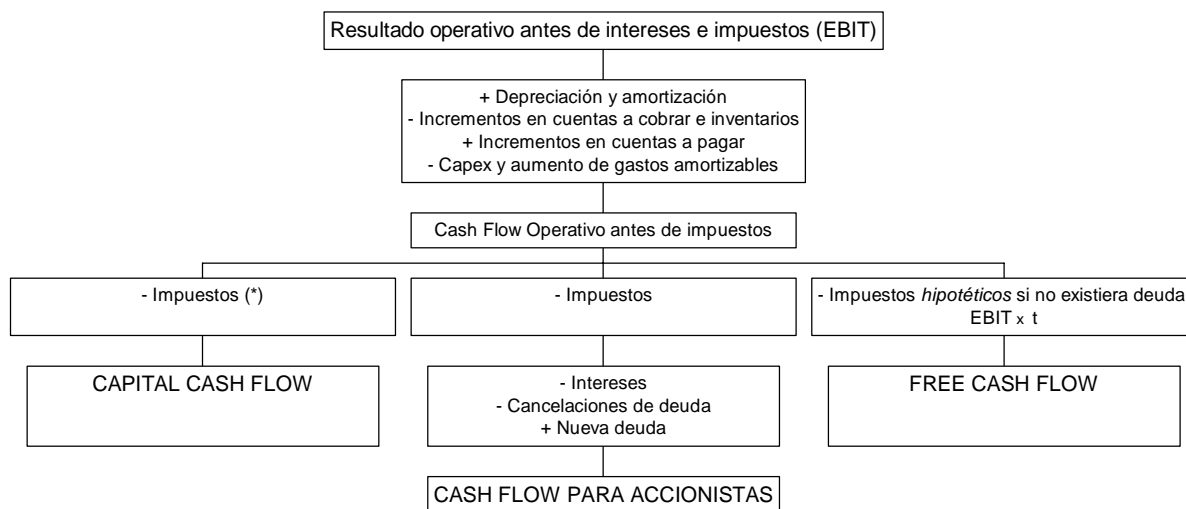 Resultado operativo antes de intereses e impuestos (EBIT)
+ Depreciación y amortización
- Incrementos en cuentas a cobrar e inventarios
+ Incrementos en cuentas a pagar
- Capex y aumento de gastos amortizables
Cash Flow Operativo antes de impuestos
- Impuestos (*)
- Impuestos
- Impuestos hipotéticos si no existiera deuda
EBIT x t
CAPITAL CASH FLOW
- Intereses
- Cancelaciones de deuda
+ Nueva deuda
FREE CASH FLOW
CASH FLOW PARA ACCIONISTAS